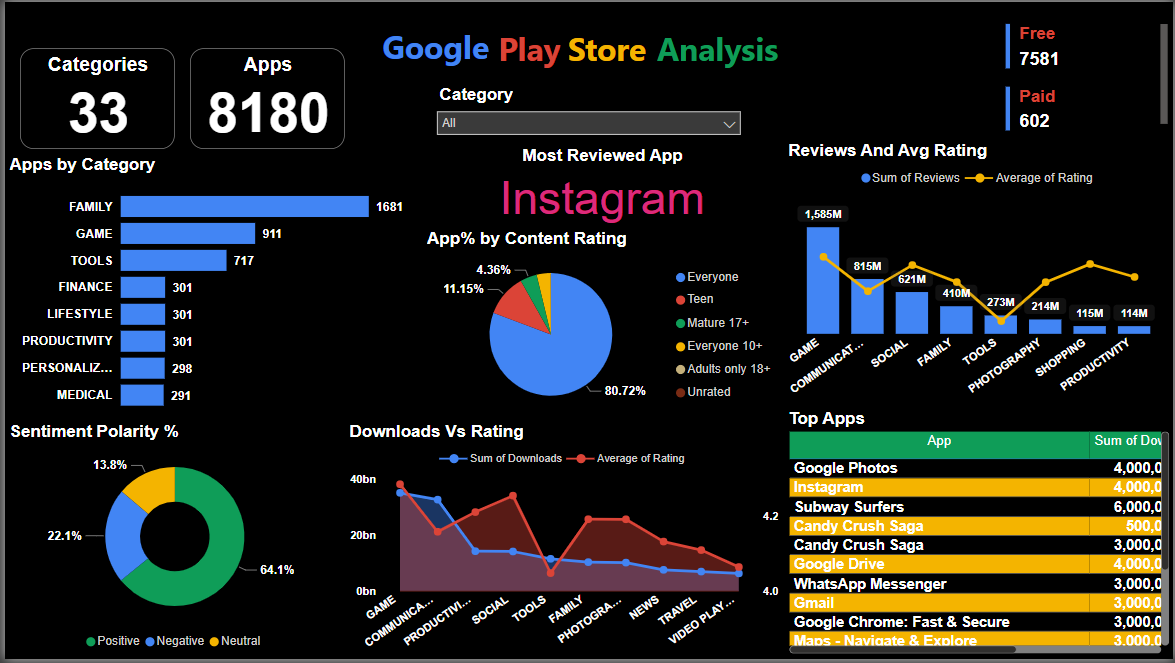 Google Play Store Analysis
Categories
33
Apps
8180
Category
All
Free
7581
Paid
602
Apps by Category
FAMILY 1681
GAME 911
TOOLS 717
FINANCE 301
LIFESTYLE 301
PRODUCTIVITY 301
PERSONALIZ... 298
MEDICAL 291
Most Reviewed App
Instagram
App% by Content Rating
4.36%
11.15%
80.72%
Everyone
Teen
Mature 17+
Everyone 10+
Adults only 18+
Unrated
Reviews And Avg Rating
Sum of Reviews Average of Rating
1,585M
815M
621M
410M
273M
214M
115M
114M
GAME
COMMUNICAT...
SOCIAL
FAMILY
TOOLS
PHOTOGRAPHY
SHOPPING
PRODUCTIVITY
Sentiment Polarity %
13.8%
22.1%
64.1%
Positive Negative Neutral
Downloads Vs Rating
Sum of Downloads Average of Rating
40bn
20bn
0bn
4.2
4.0
GAME
COMMUNICA...
PRODUCTIVI...
SOCIAL
TOOLS
FAMILY
PHOTOGRA...
NEWS
TRAVEL
VIDEO PLAY...
Top Apps
App Sum of Dow
Google Photos 4,000,0
Instagram 4,000,0
Subway Surfers 6,000,0
Candy Crush Saga 500,0
Candy Crush Saga 3,000,0
Google Drive 4,000,0
WhatsApp Messenger 3,000,0
Gmail 3,000,0
Google Chrome: Fast & Secure 3,000,0
Maps - Navigate & Explore 3,000,0